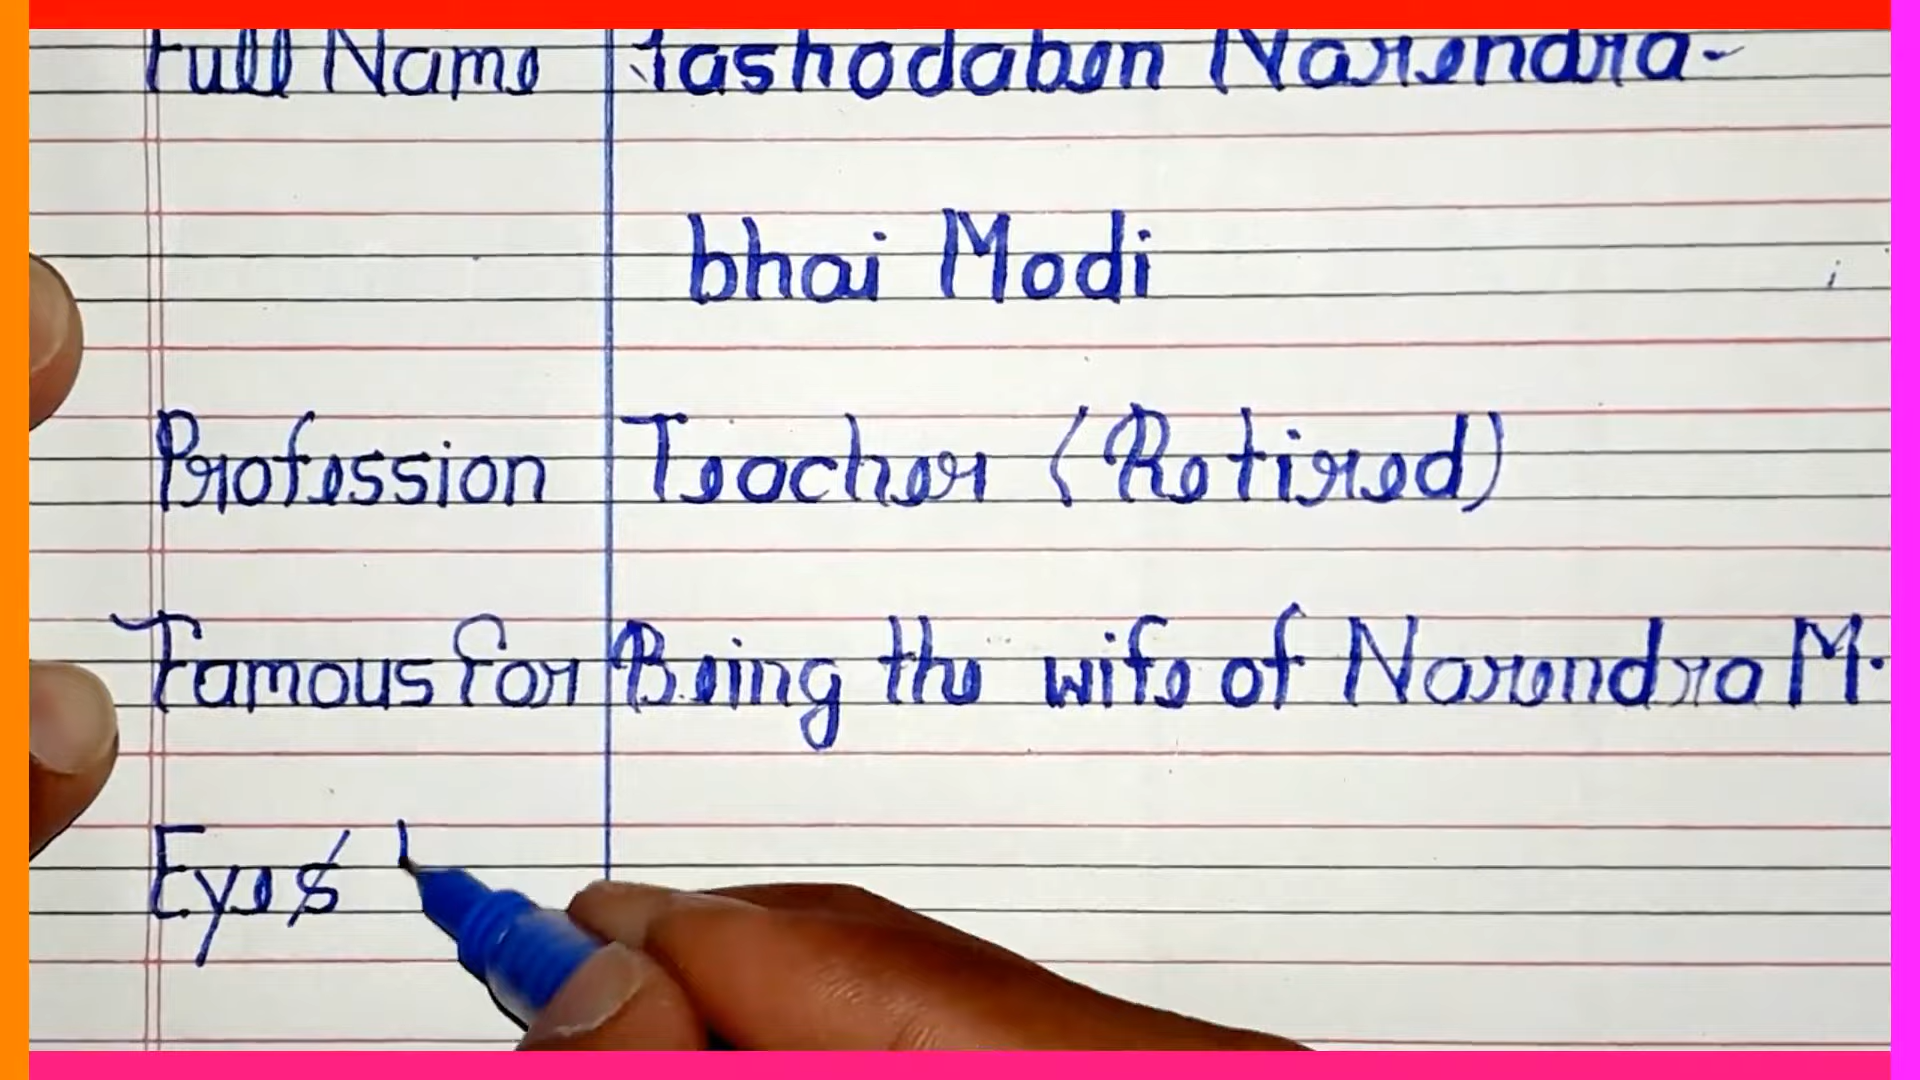 Full Name Jashodaben Narendra-
bhai Modi
Profession Teacher (Retired)
Famous for Being the wife of Narendra M.
Eyes